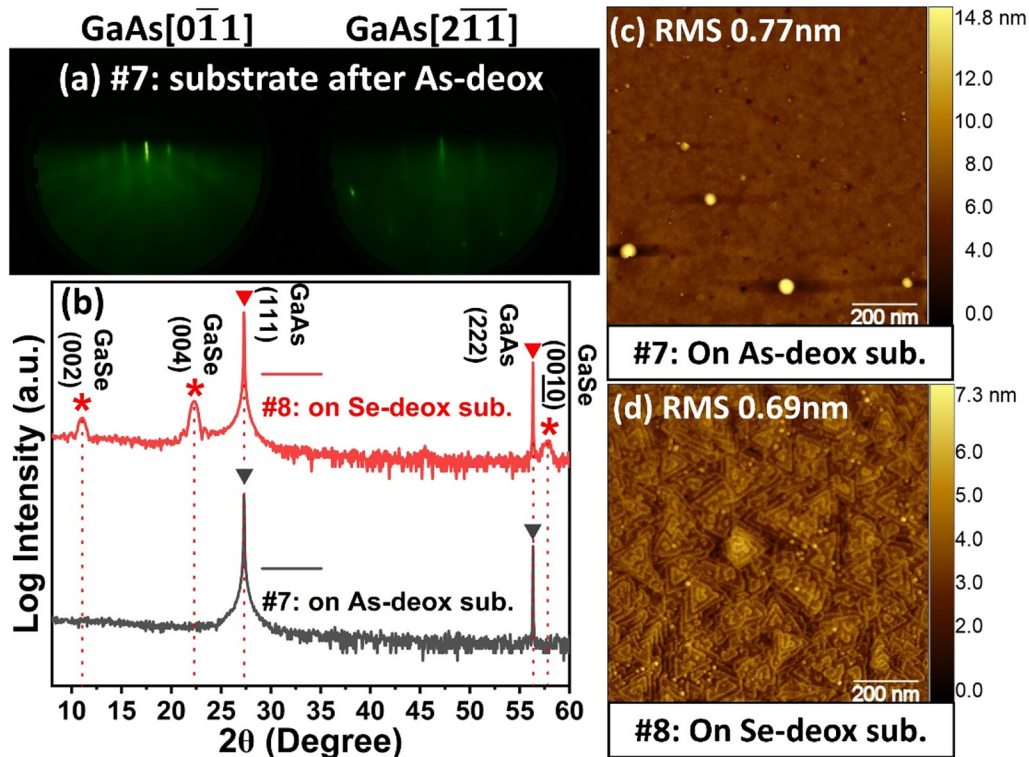 GaAs[01̅1] GaAs[21̅1̅]
(a) #7: substrate after As-deox
(b)
GaSe
(002)
GaSe
(004)
GaAs
(111)
GaAs
(222)
GaSe
(0010)
*
*
*
#8: on Se-deox sub.
#7: on As-deox sub.
Log Intensity (a.u.)
10 15 20 25 30 35 40 45 50 55 60
2θ (Degree)
(c) RMS 0.77nm
14.8 nm
12.0
10.0
8.0
6.0
4.0
0.0
200 nm
#7: On As-deox sub.
(d) RMS 0.69nm
7.3 nm
6.0
5.0
4.0
3.0
2.0
0.0
200 nm
#8: On Se-deox sub.